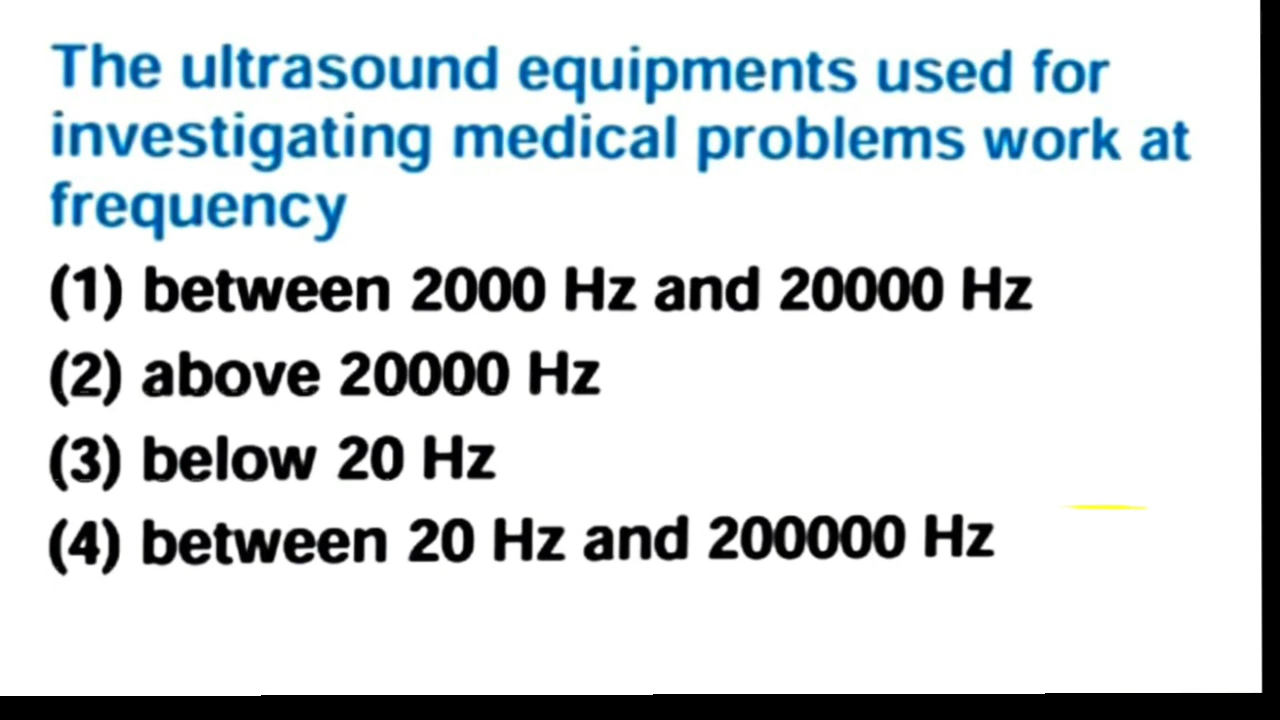 The ultrasound equipments used for
investigating medical problems work at
frequency
(1) between 2000 Hz and 20000 Hz
(2) above 20000 Hz
(3) below 20 Hz
(4) between 20 Hz and 200000 Hz